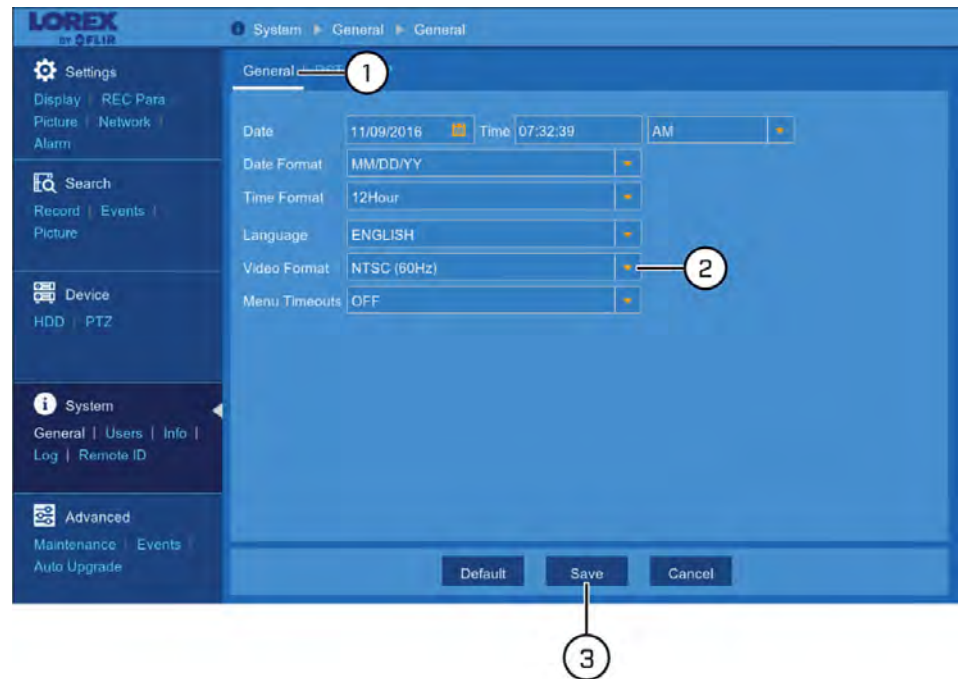 LOREX
BY FLIR
System General General
Settings
Display | REC Para
Picture | Network |
Alarm
Search
Record | Events |
Picture
Device
HDD | PTZ
System
General | Users | Info |
Log | Remote ID
Advanced
Maintenance | Events |
Auto Upgrade
General
1
Date 11/09/2016 Time 07:32:39 AM
Date Format MM/DD/YY
Time Format 12Hour
Language ENGLISH
Video Format NTSC (60Hz)
2
Menu Timeouts OFF
Default Save Cancel
3